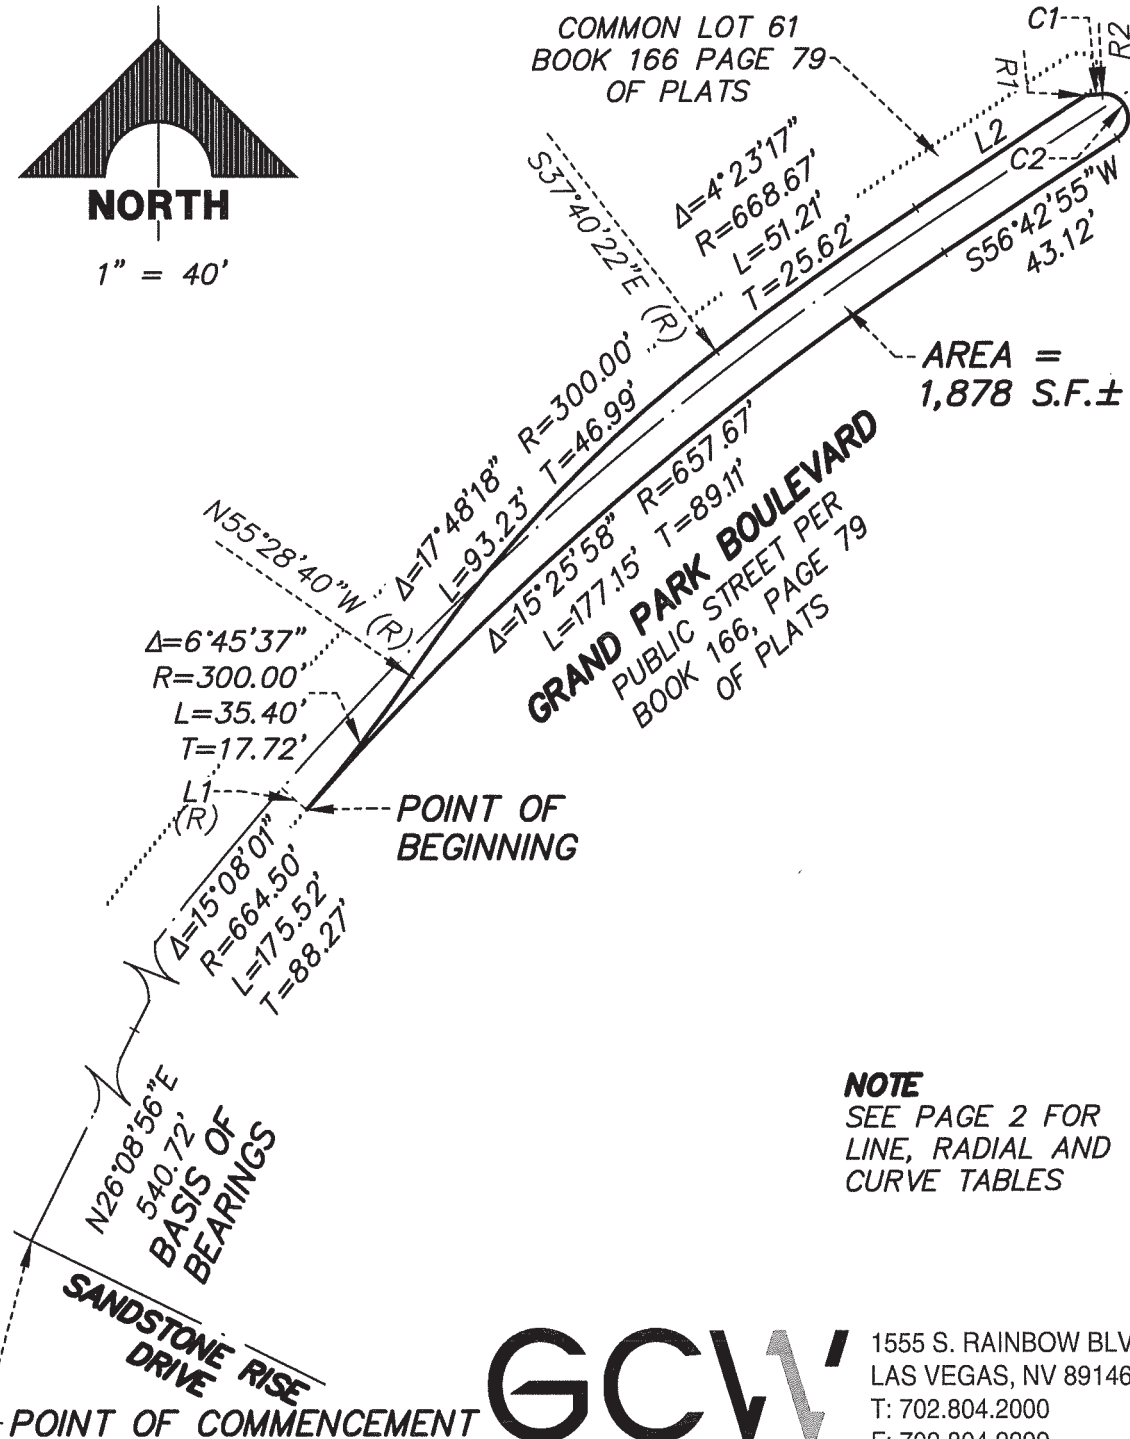 COMMON LOT 61
BOOK 166 PAGE 79
OF PLATS
C1
R2
R1
L2
C2
NORTH
1" = 40'
S37°40'22"E (R)
Δ=4°23'17"
R=668.67'
L=51.21'
T=25.62'
S56°42'55"W
43.12'
AREA =
1,878 S.F.±
Δ=17°48'18" R=300.00'
L=93.23' T=46.99'
N55°28'40"W (R)
Δ=15°25'58" R=657.67'
L=177.15' T=89.11'
GRAND PARK BOULEVARD
PUBLIC STREET PER
BOOK 166, PAGE 79
OF PLATS
Δ=6°45'37"
R=300.00'
L=35.40'
T=17.72'
L1
(R)
POINT OF
BEGINNING
Δ=15°08'01"
R=664.50'
L=175.52'
T=88.27'
N26°08'56"E
540.72'
BASIS OF
BEARINGS
NOTE
SEE PAGE 2 FOR
LINE, RADIAL AND
CURVE TABLES
SANDSTONE RISE
DRIVE
POINT OF COMMENCEMENT
GCW
1555 S. RAINBOW BLV
LAS VEGAS, NV 89146
T: 702.804.2000